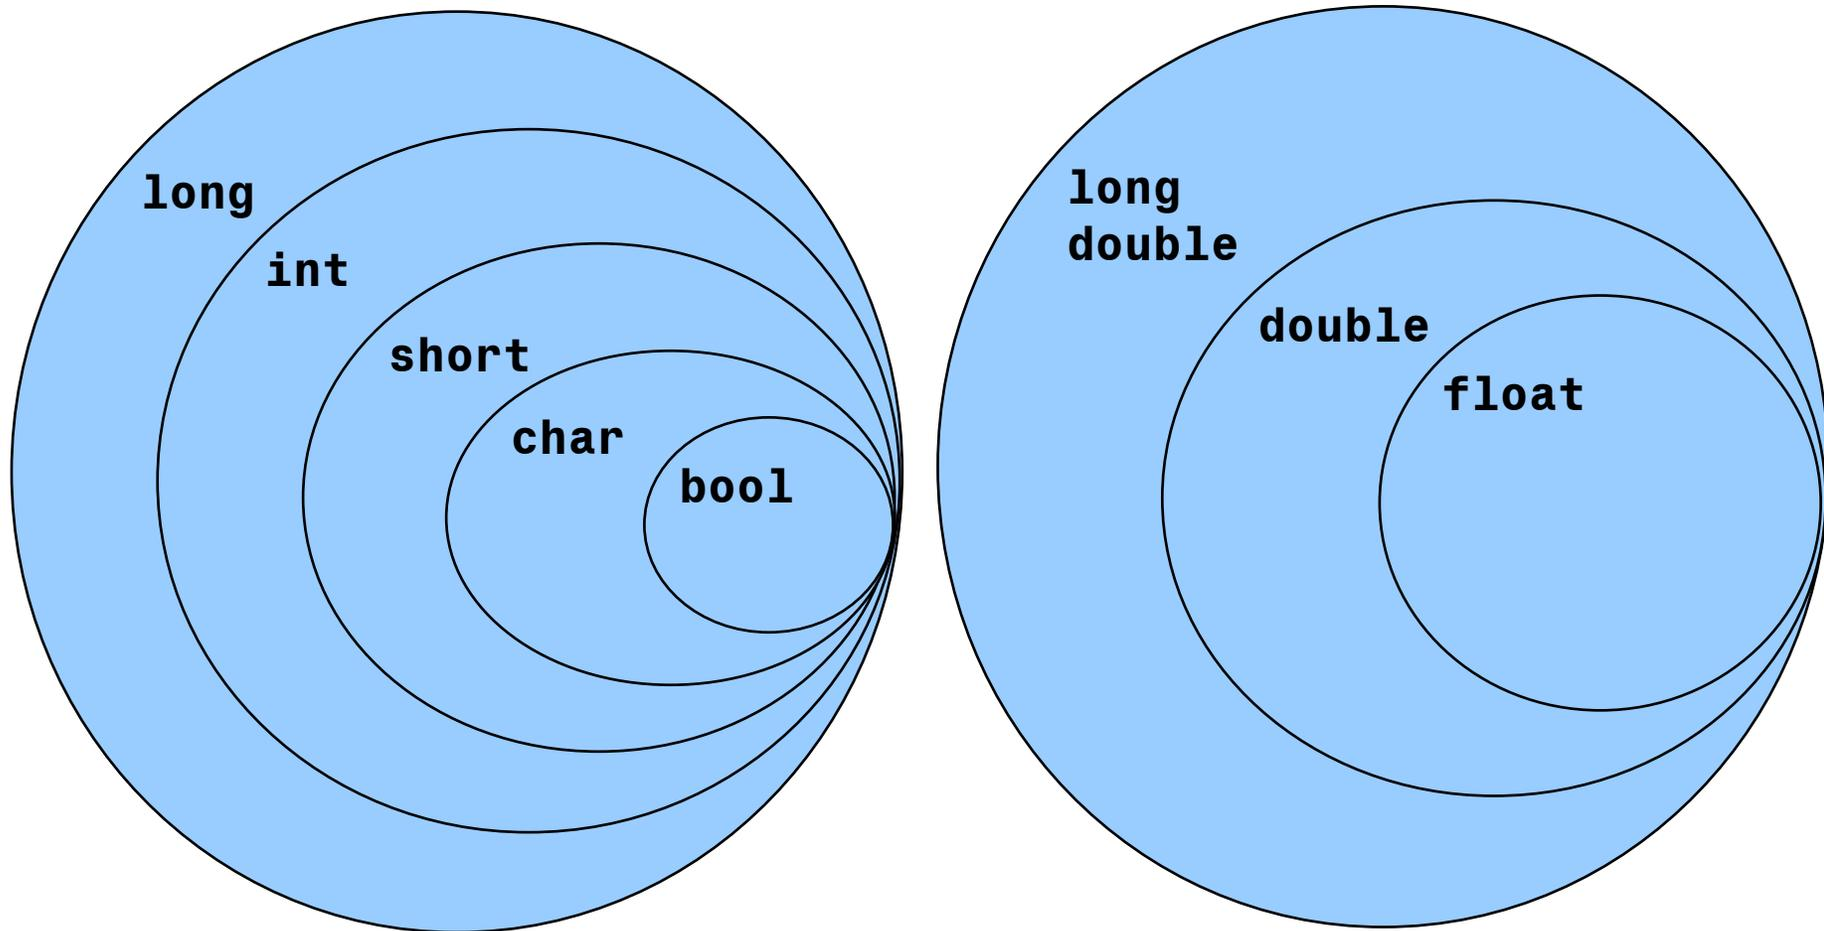 long
int
short
char
bool
long
double
double
float